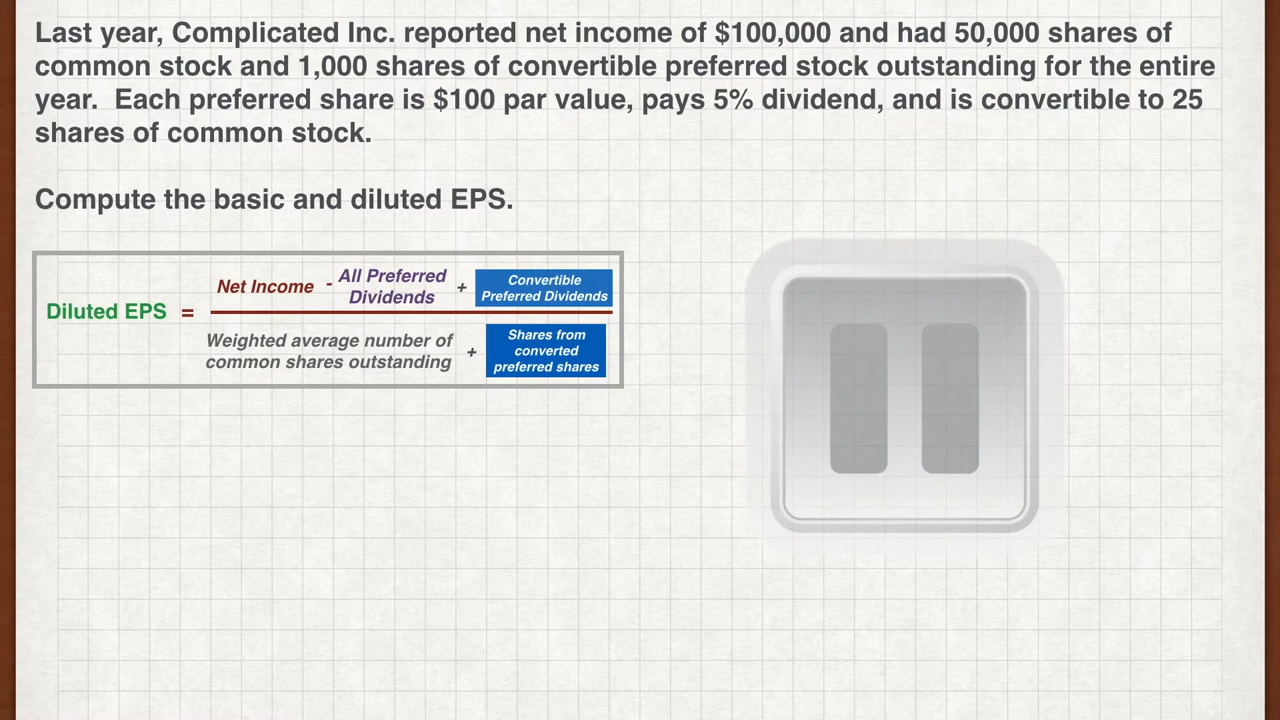 Last year, Complicated Inc. reported net income of $100,000 and had 50,000 shares of
common stock and 1,000 shares of convertible preferred stock outstanding for the entire
year.  Each preferred share is $100 par value, pays 5% dividend, and is convertible to 25
shares of common stock.
Compute the basic and diluted EPS.
Diluted EPS =
Net Income - All Preferred Dividends + Convertible Preferred Dividends
Weighted average number of common shares outstanding + Shares from converted preferred shares